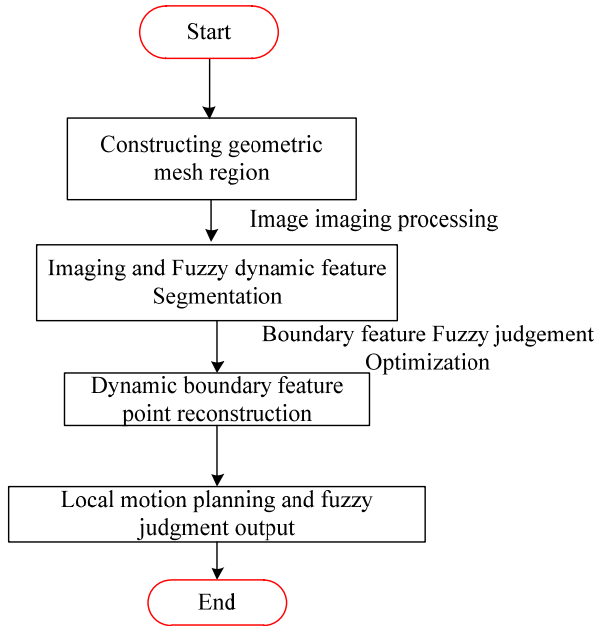 Start
Constructing geometric
mesh region
Image imaging processing
Imaging and Fuzzy dynamic feature
Segmentation
Boundary feature Fuzzy judgement
Optimization
Dynamic boundary feature
point reconstruction
Local motion planning and fuzzy
judgment output
End